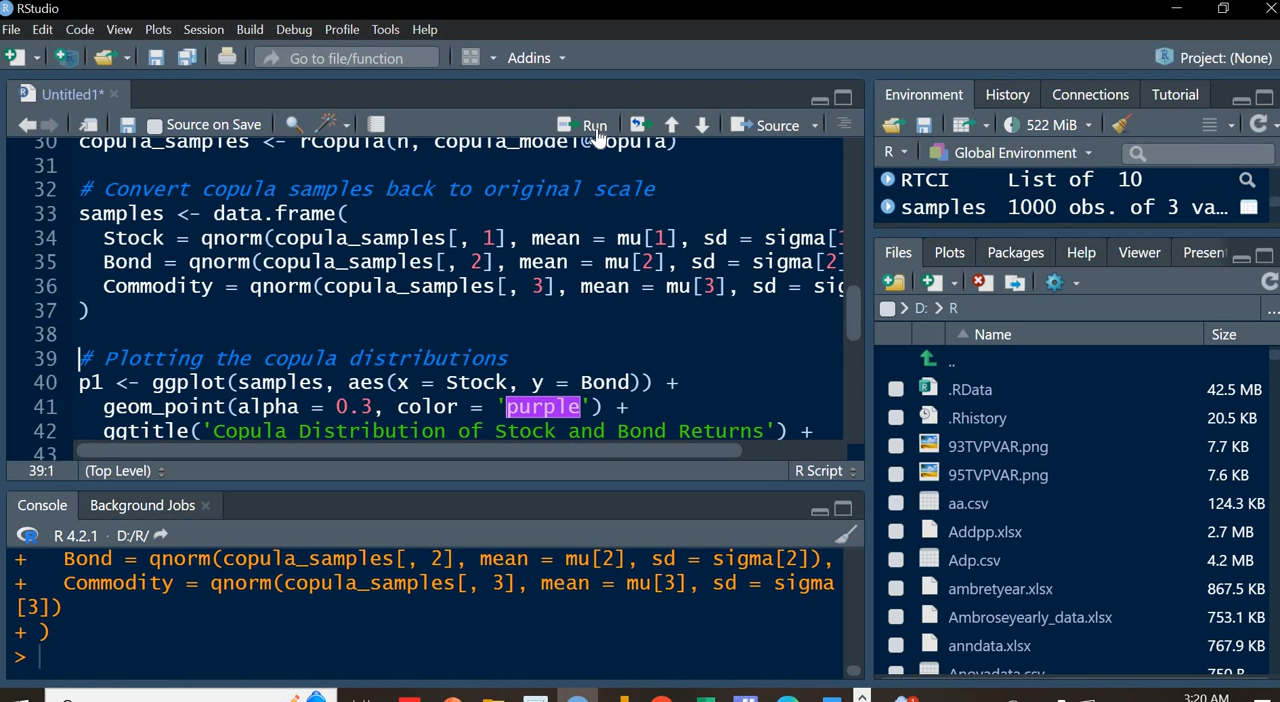 RStudio
File Edit Code View Plots Session Build Debug Profile Tools Help
Go to file/function Addins Project: (None)
Untitled1*
Source on Save Run Source
30 copula_samples <- rCopula(n, copula_model@copula)
31
32 # Convert copula samples back to original scale
33 samples <- data.frame(
34 Stock = qnorm(copula_samples[, 1], mean = mu[1], sd = sigma[1
35 Bond = qnorm(copula_samples[, 2], mean = mu[2], sd = sigma[2]
36 Commodity = qnorm(copula_samples[, 3], mean = mu[3], sd = sig
37 )
38
39 # Plotting the copula distributions
40 p1 <- ggplot(samples, aes(x = Stock, y = Bond)) +
41 geom_point(alpha = 0.3, color = 'purple') +
42 ggtitle('Copula Distribution of Stock and Bond Returns') +
43
39:1 (Top Level) R Script
Console Background Jobs
R 4.2.1 · D:/R/
+ Bond = qnorm(copula_samples[, 2], mean = mu[2], sd = sigma[2]),
+ Commodity = qnorm(copula_samples[, 3], mean = mu[3], sd = sigma
[3])
+ )
>
Environment History Connections Tutorial
522 MiB
R Global Environment
RTCI List of 10
samples 1000 obs. of 3 va...
Files Plots Packages Help Viewer Presen
D: R ...
Name Size
..
.RData 42.5 MB
.Rhistory 20.5 KB
93TVPVAR.png 7.7 KB
95TVPVAR.png 7.6 KB
aa.csv 124.3 KB
Addpp.xlsx 2.7 MB
Adp.csv 4.2 MB
ambretyear.xlsx 867.5 KB
Ambroseyearly_data.xlsx 753.1 KB
anndata.xlsx 767.9 KB
Anovadata.csv 750 B
3:20 AM